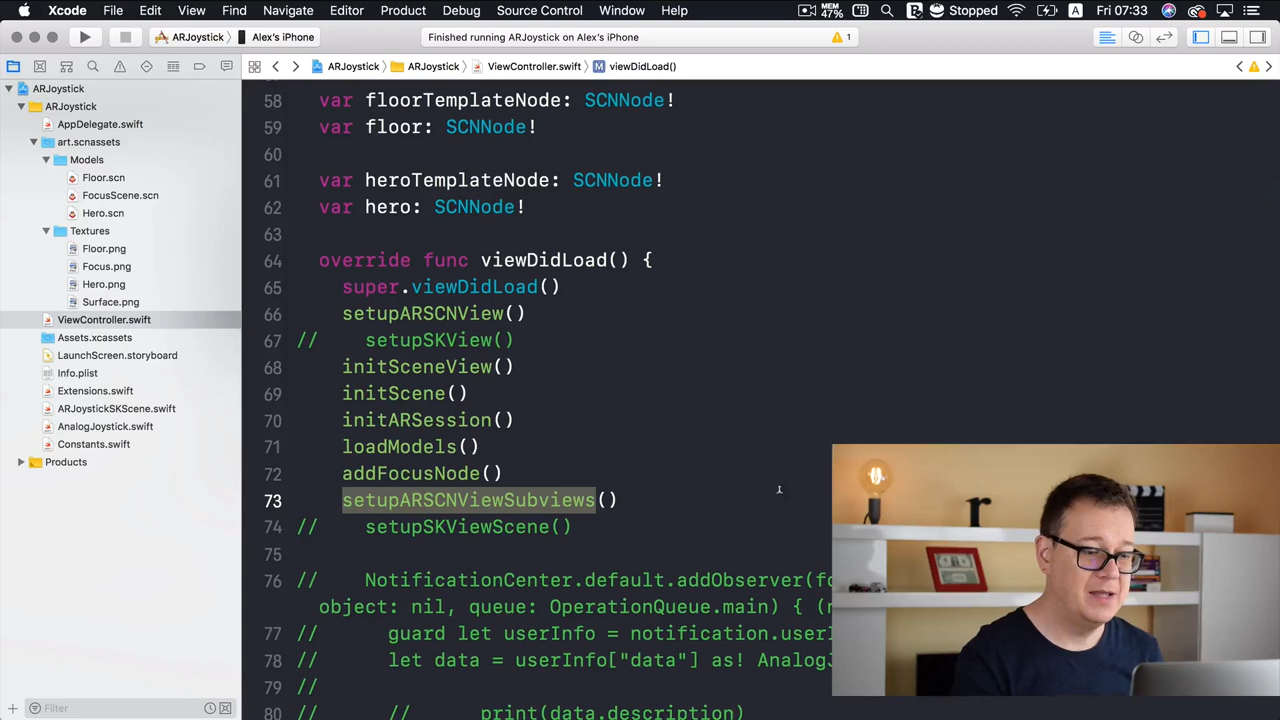 Xcode File Edit View Find Navigate Editor Product Debug Source Control Window Help MEM 47% Stopped A Fri 07:33
ARJoystick Alex's iPhone Finished running ARJoystick on Alex's iPhone 1
ARJoystick ARJoystick ViewController.swift M viewDidLoad()
ARJoystick
ARJoystick
AppDelegate.swift
art.scnassets
Models
Floor.scn
FocusScene.scn
Hero.scn
Textures
Floor.png
Focus.png
Hero.png
Surface.png
ViewController.swift
Assets.xcassets
LaunchScreen.storyboard
Info.plist
Extensions.swift
ARJoystickSKScene.swift
AnalogJoystick.swift
Constants.swift
Products
Filter
58 var floorTemplateNode: SCNNode!
59 var floor: SCNNode!
60
61 var heroTemplateNode: SCNNode!
62 var hero: SCNNode!
63
64 override func viewDidLoad() {
65 super.viewDidLoad()
66 setupARSCNView()
67 // setupSKView()
68 initSceneView()
69 initScene()
70 initARSession()
71 loadModels()
72 addFocusNode()
73 setupARSCNViewSubviews()
74 // setupSKViewScene()
75
76 // NotificationCenter.default.addObserver(
object: nil, queue: OperationQueue.main) {
77 // guard let userInfo = notification.
78 // let data = userInfo["data"] as!
79 //
80 // // print(data.description)